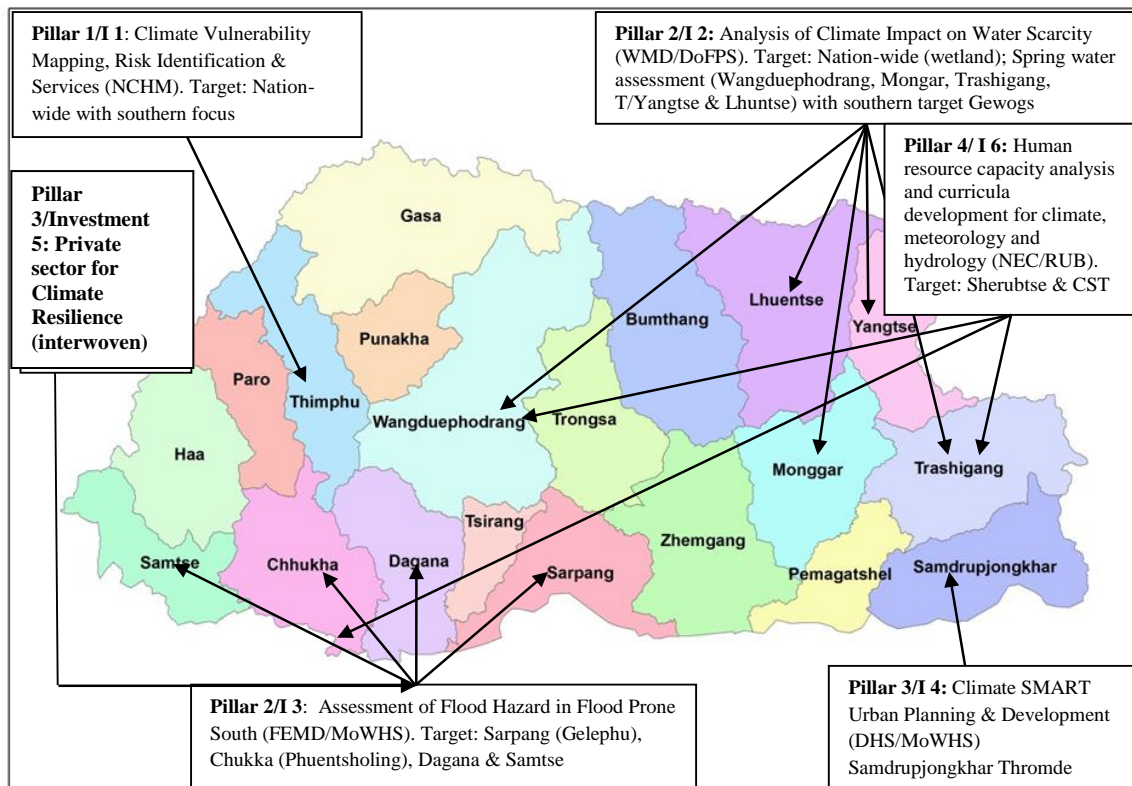 Pillar 1/I 1: Climate Vulnerability
Mapping, Risk Identification &
Services (NCHM). Target: Nation-
wide with southern focus
Pillar 2/I 2: Analysis of Climate Impact on Water Scarcity
(WMD/DoFPS). Target: Nation-wide (wetland); Spring water
assessment (Wangduephodrang, Mongar, Trashigang,
T/Yangtse & Lhuntse) with southern target Gewogs
Pillar 4/ I 6: Human
resource capacity analysis
and curricula
development for climate,
meteorology and
hydrology (NEC/RUB).
Target: Sherubtse & CST
Pillar
3/Investment
5: Private
sector for
Climate
Resilience
(interwoven)
Gasa
Punakha
Paro
Thimphu
Haa
Wangduephodrang
Trongsa
Bumthang
Lhuentse
Yangtse
Monggar
Trashigang
Samtse
Chhukha
Dagana
Tsirang
Sarpang
Zhemgang
Pemagatshel
Samdrupjongkhar
Pillar 2/I 3: Assessment of Flood Hazard in Flood Prone
South (FEMD/MoWHS). Target: Sarpang (Gelephu),
Chukka (Phuentsholing), Dagana & Samtse
Pillar 3/I 4: Climate SMART
Urban Planning & Development
(DHS/MoWHS)
Samdrupjongkhar Thromde